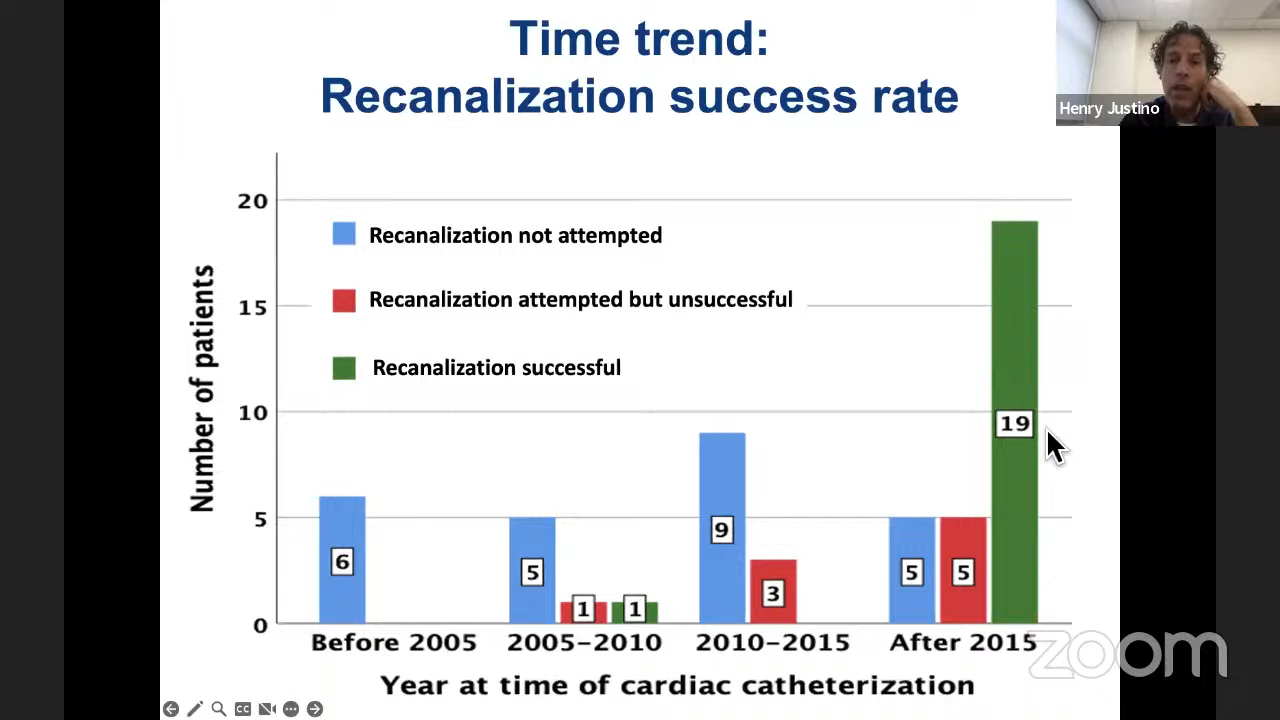 Time trend:
Recanalization success rate
Henry Justino
Number of patients
20
15
10
5
0
Recanalization not attempted
Recanalization attempted but unsuccessful
Recanalization successful
6
5
1
1
9
3
5
5
19
Before 2005
2005–2010
2010–2015
After 2015
Year at time of cardiac catheterization
zoom
CC